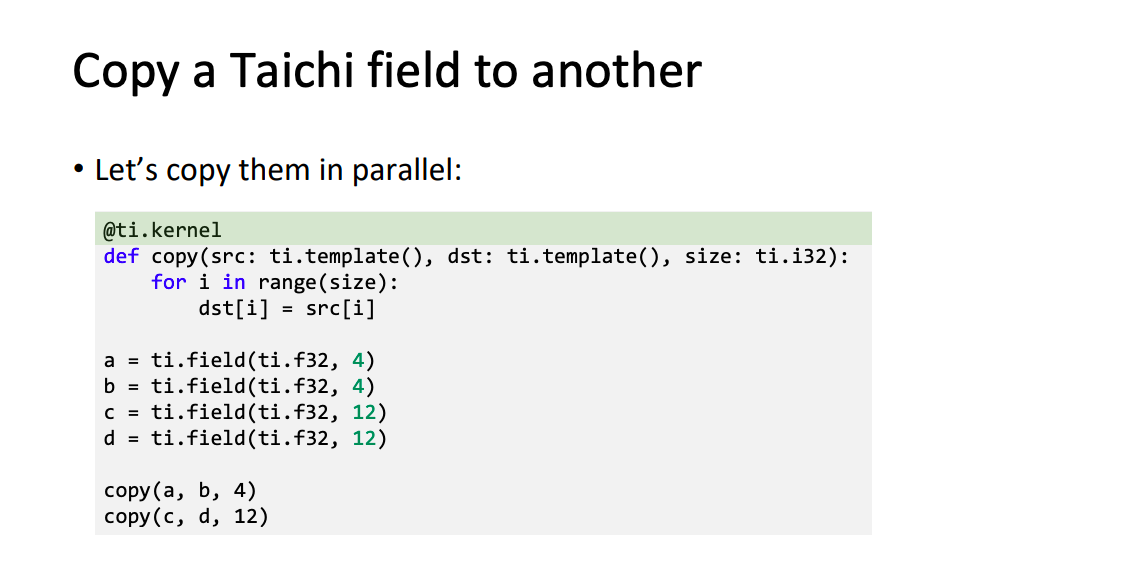 Copy a Taichi field to another
• Let’s copy them in parallel:
@ti.kernel
def copy(src: ti.template(), dst: ti.template(), size: ti.i32):
    for i in range(size):
        dst[i] = src[i]
a = ti.field(ti.f32, 4)
b = ti.field(ti.f32, 4)
c = ti.field(ti.f32, 12)
d = ti.field(ti.f32, 12)
copy(a, b, 4)
copy(c, d, 12)